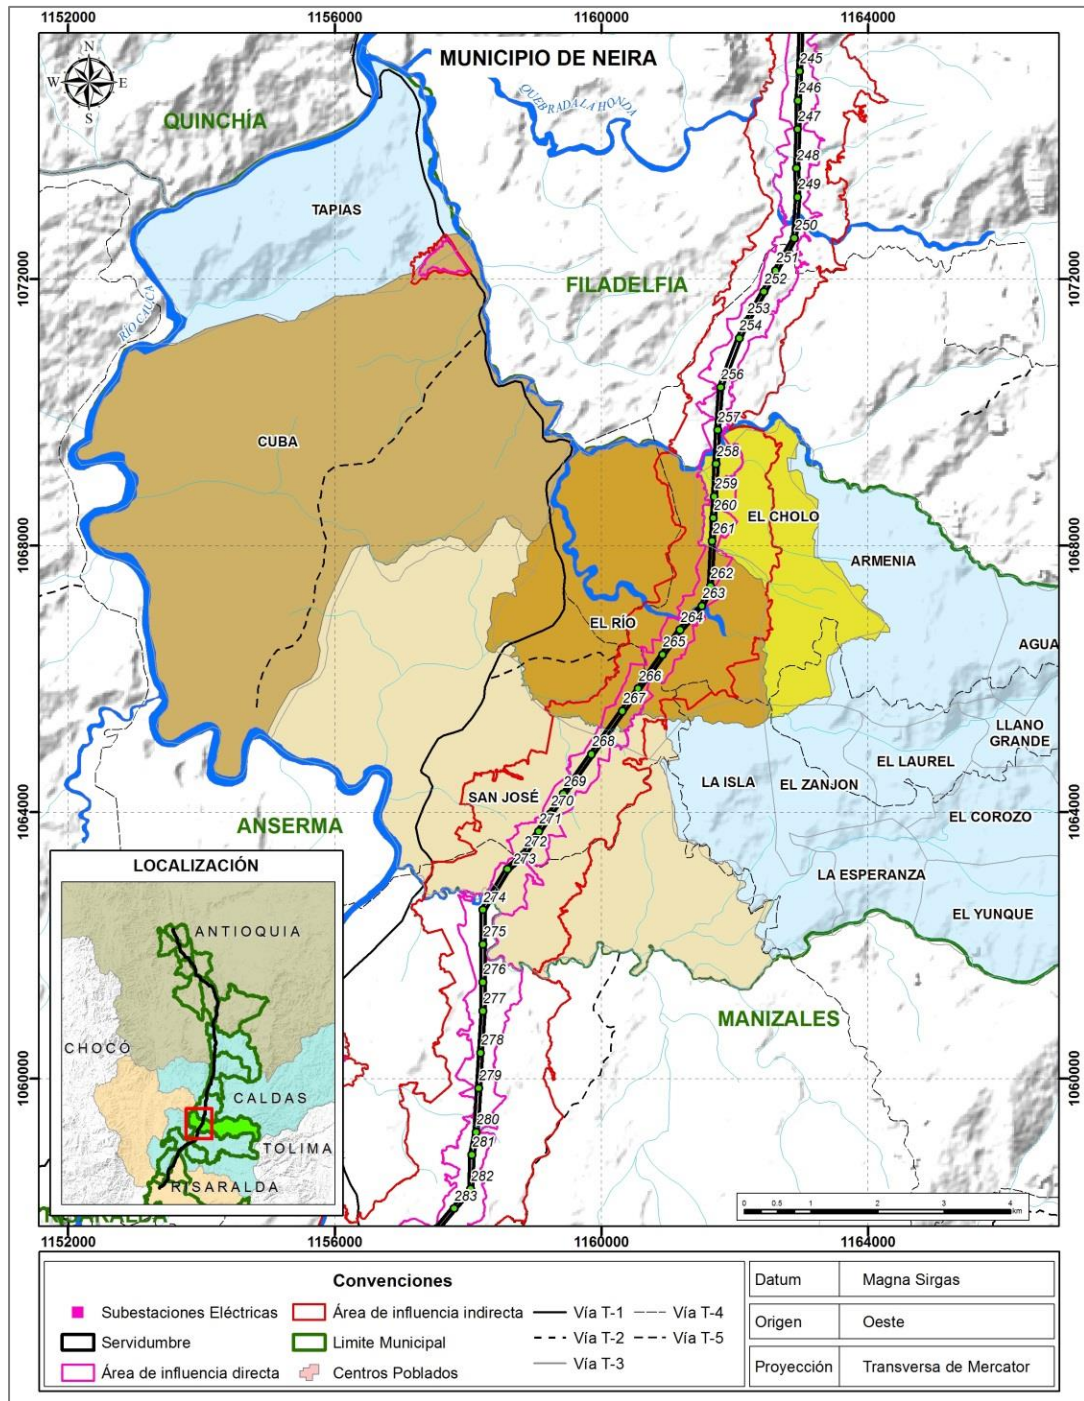 1152000 1156000 1160000 1164000
MUNICIPIO DE NEIRA
N
W E
S
QUEBRADA LA HONDA
QUINCHÍA
TAPIAS
RÍO CAUCA
FILADELFIA
1072000
1072000
CUBA
EL CHOLO
ARMENIA
1068000
1068000
EL RÍO
AGUA
LLANO
GRANDE
EL LAUREL
LA ISLA
EL ZANJON
SAN JOSÉ
EL COROZO
ANSERMA
1064000
1064000
LA ESPERANZA
EL YUNQUE
MANIZALES
1060000
1060000
245
246
247
248
249
250
251
252
253
254
256
257
258
259
260
261
262
263
264
265
266
267
268
269
270
271
272
273
274
275
276
277
278
279
280
281
282
283
LOCALIZACIÓN
ANTIOQUIA
CHOCÓ
CALDAS
TOLIMA
RISARALDA
RISARALDA
0 0.5 1 2 3 4
km
1152000 1156000 1160000 1164000
Convenciones
Subestaciones Eléctricas
Servidumbre
Área de influencia directa
Área de influencia indirecta
Limite Municipal
Centros Poblados
Vía T-1
Vía T-2
Vía T-3
Vía T-4
Vía T-5
Datum Magna Sirgas
Origen Oeste
Proyección Transversa de Mercator